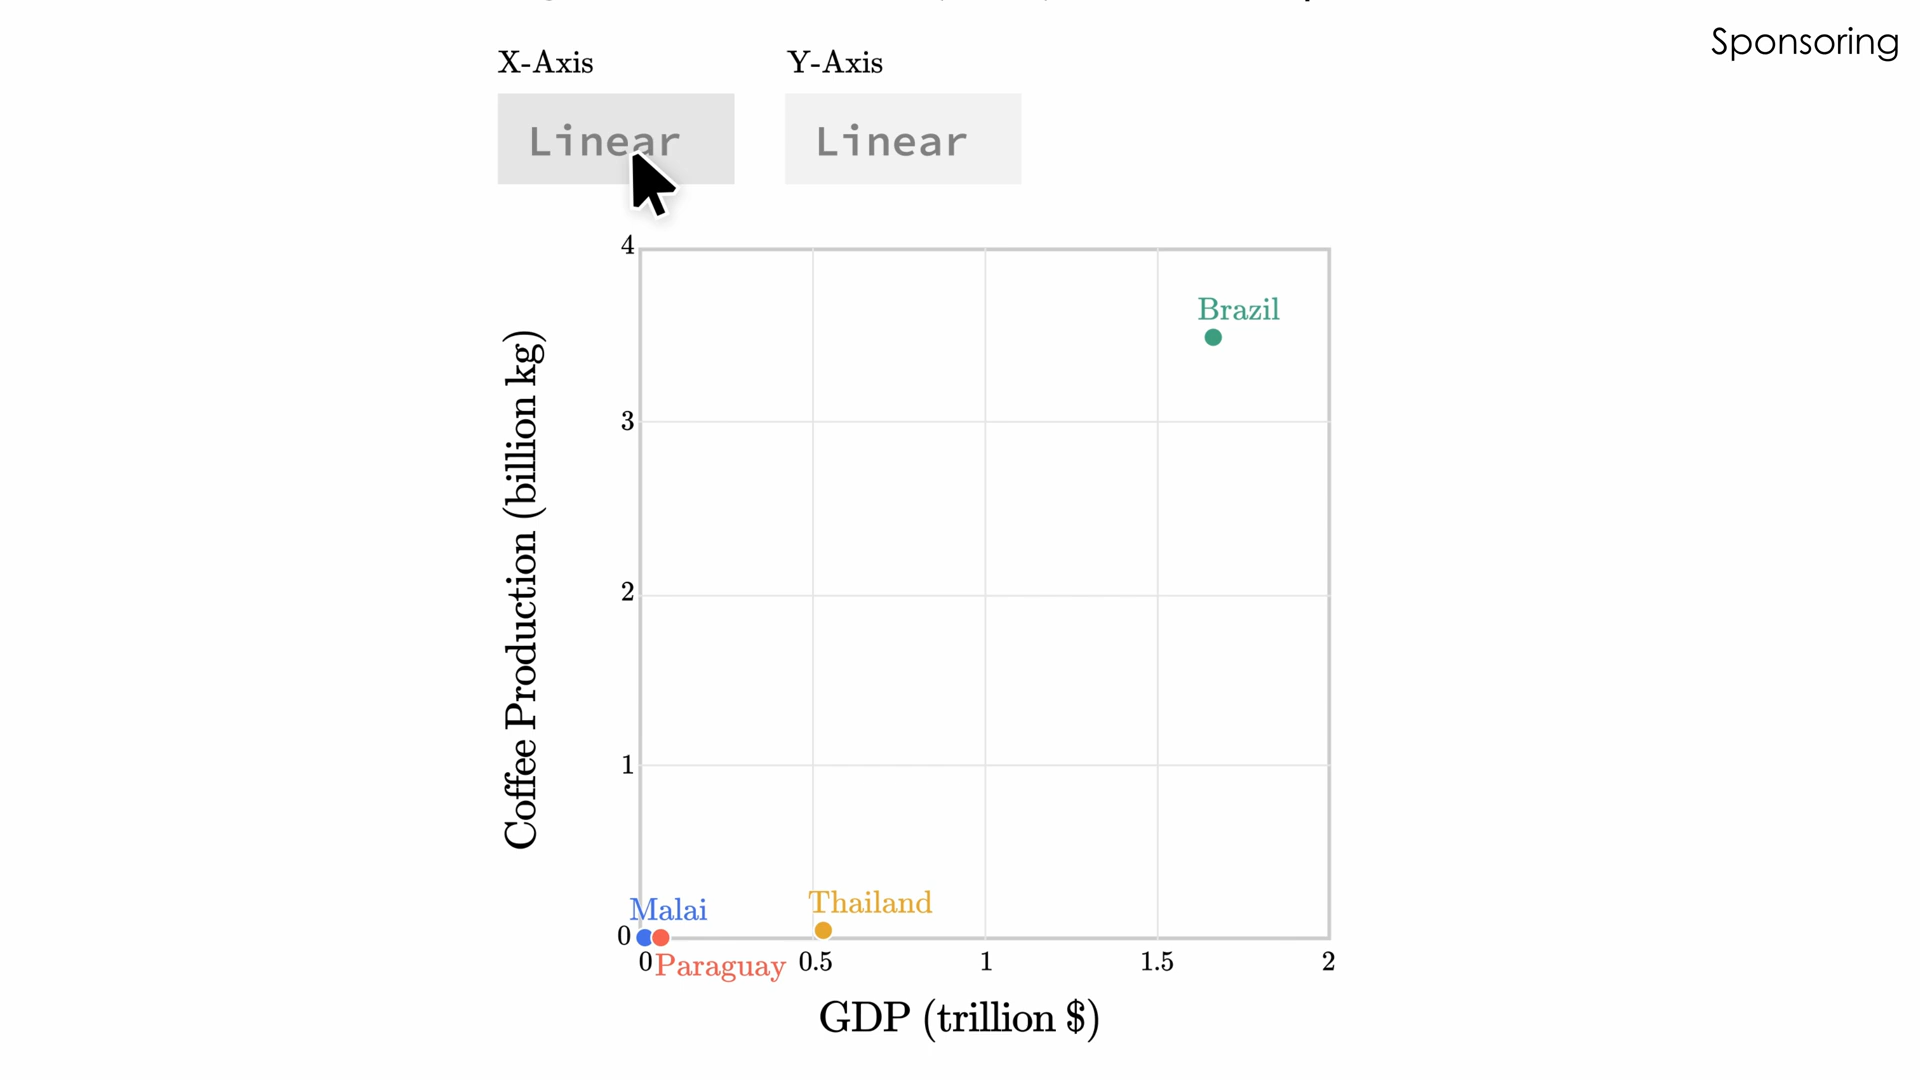 Sponsoring
X-Axis Y-Axis
Linear Linear
4
Brazil
3
2
1
Coffee Production (billion kg)
Malai
Thailand
0
0 Paraguay 0.5 1 1.5 2
GDP (trillion $)